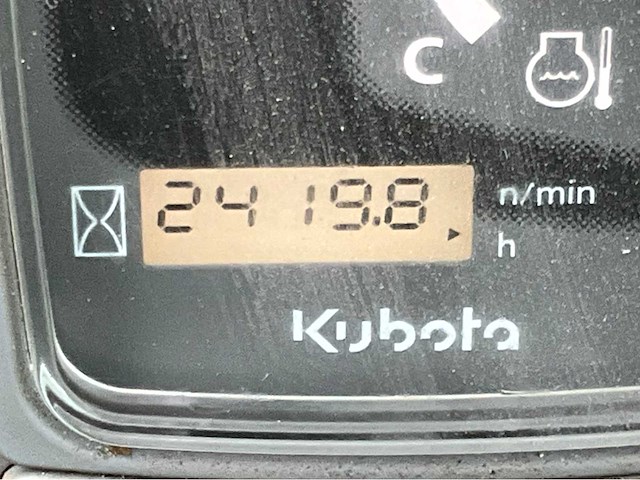 C
2419.8
n/min
h
Kubota